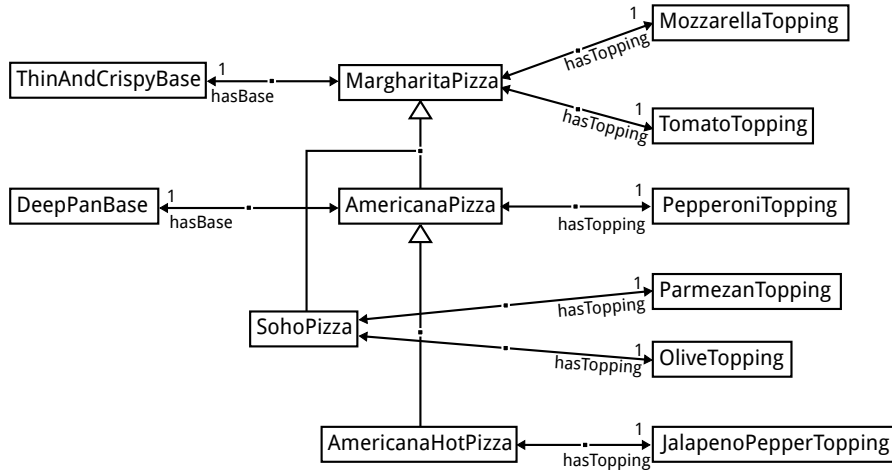 MozzarellaTopping
1
hasTopping
ThinAndCrispyBase
1
hasBase
MargharitaPizza
1
hasTopping
TomatoTopping
DeepPanBase
1
hasBase
AmericanaPizza
1
hasTopping
PepperoniTopping
1
hasTopping
ParmezanTopping
SohoPizza
1
hasTopping
OliveTopping
AmericanaHotPizza
1
hasTopping
JalapenoPepperTopping